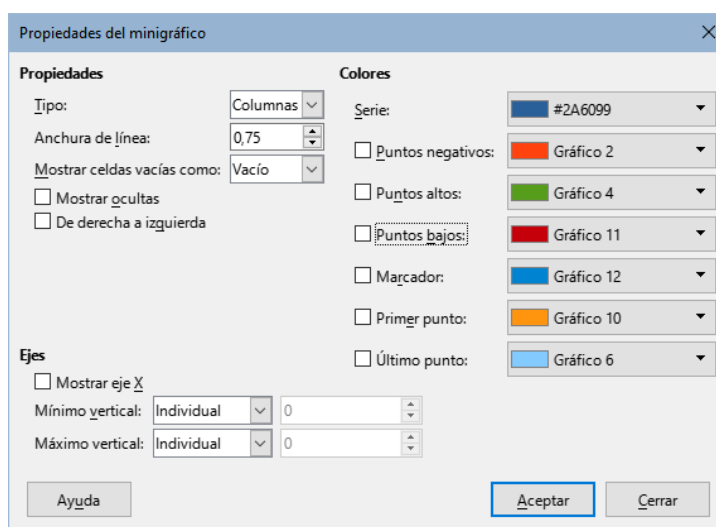 Propiedades del minigráfico
Propiedades
Tipo: Columnas
Anchura de línea: 0,75
Mostrar celdas vacías como: Vacío
Mostrar ocultas
De derecha a izquierda
Colores
Serie: #2A6099
Puntos negativos: Gráfico 2
Puntos altos: Gráfico 4
Puntos bajos: Gráfico 11
Marcador: Gráfico 12
Primer punto: Gráfico 10
Último punto: Gráfico 6
Ejes
Mostrar eje X
Mínimo vertical: Individual 0
Máximo vertical: Individual 0
Ayuda Aceptar Cerrar